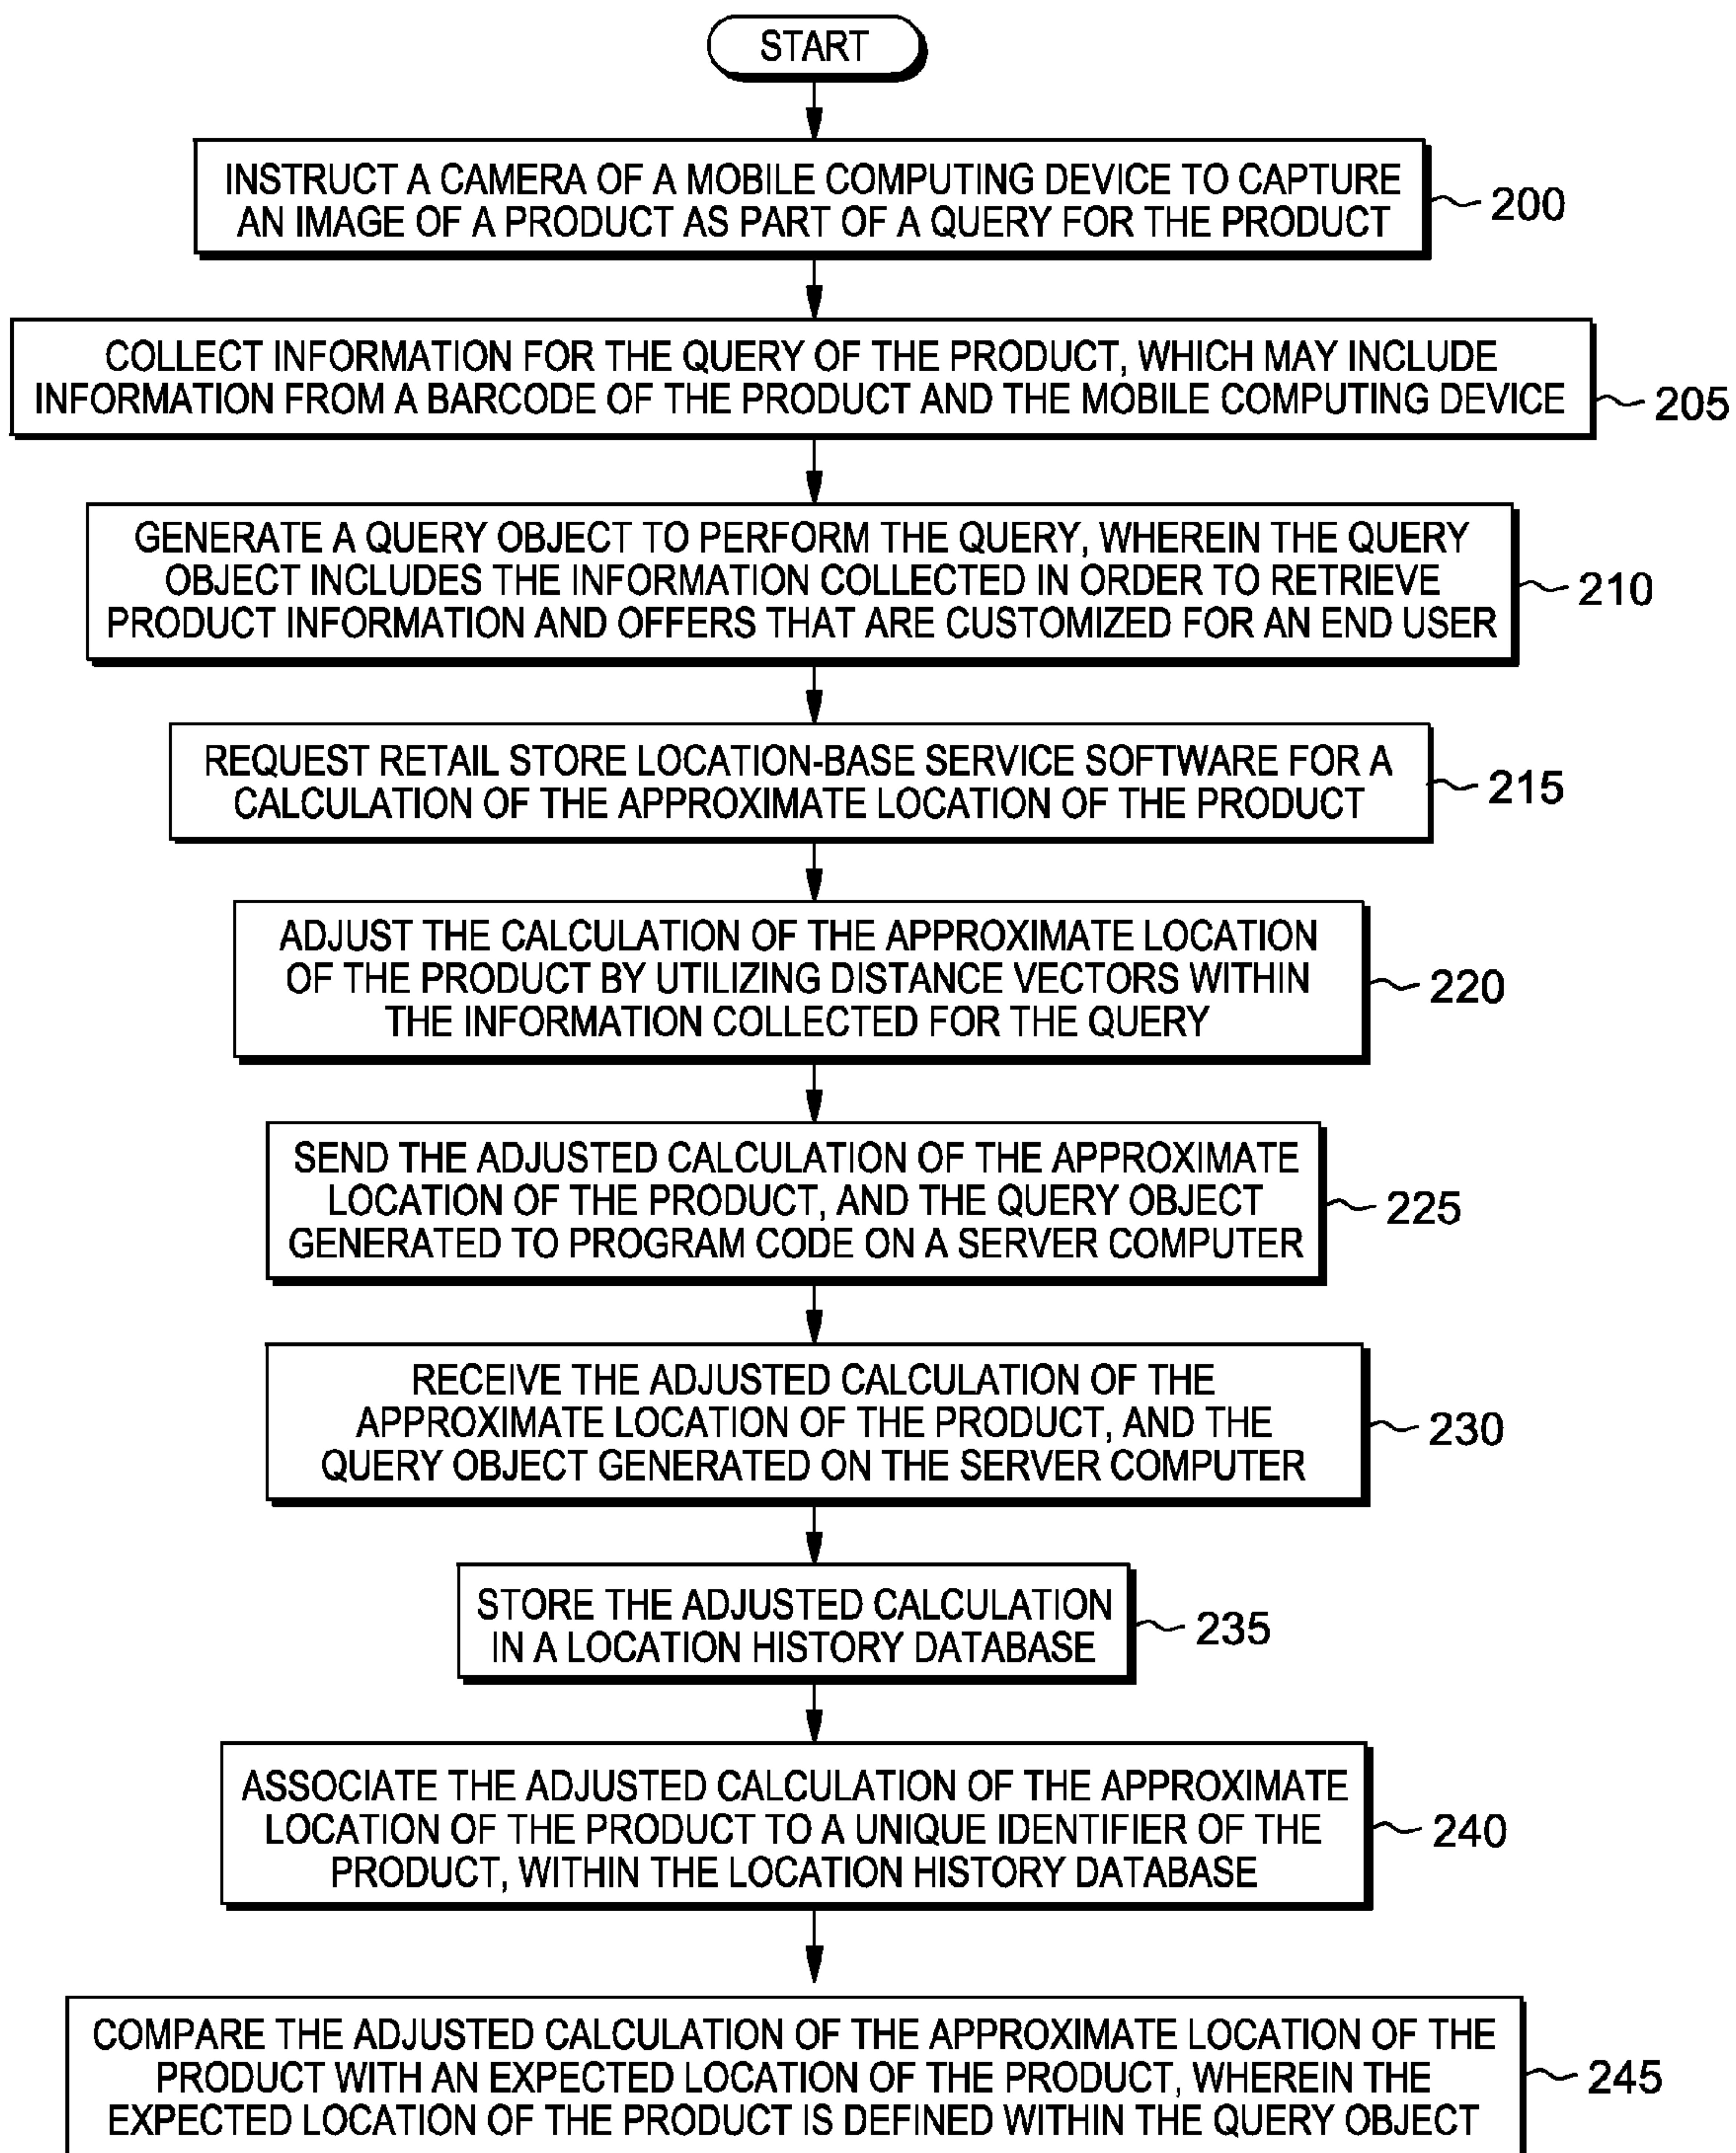 START
INSTRUCT A CAMERA OF A MOBILE COMPUTING DEVICE TO CAPTURE
AN IMAGE OF A PRODUCT AS PART OF A QUERY FOR THE PRODUCT
200
COLLECT INFORMATION FOR THE QUERY OF THE PRODUCT, WHICH MAY INCLUDE
INFORMATION FROM A BARCODE OF THE PRODUCT AND THE MOBILE COMPUTING DEVICE
205
GENERATE A QUERY OBJECT TO PERFORM THE QUERY, WHEREIN THE QUERY
OBJECT INCLUDES THE INFORMATION COLLECTED IN ORDER TO RETRIEVE
PRODUCT INFORMATION AND OFFERS THAT ARE CUSTOMIZED FOR AN END USER
210
REQUEST RETAIL STORE LOCATION-BASE SERVICE SOFTWARE FOR A
CALCULATION OF THE APPROXIMATE LOCATION OF THE PRODUCT
215
ADJUST THE CALCULATION OF THE APPROXIMATE LOCATION
OF THE PRODUCT BY UTILIZING DISTANCE VECTORS WITHIN
THE INFORMATION COLLECTED FOR THE QUERY
220
SEND THE ADJUSTED CALCULATION OF THE APPROXIMATE
LOCATION OF THE PRODUCT, AND THE QUERY OBJECT
GENERATED TO PROGRAM CODE ON A SERVER COMPUTER
225
RECEIVE THE ADJUSTED CALCULATION OF THE
APPROXIMATE LOCATION OF THE PRODUCT, AND THE
QUERY OBJECT GENERATED ON THE SERVER COMPUTER
230
STORE THE ADJUSTED CALCULATION
IN A LOCATION HISTORY DATABASE
235
ASSOCIATE THE ADJUSTED CALCULATION OF THE APPROXIMATE
LOCATION OF THE PRODUCT TO A UNIQUE IDENTIFIER OF THE
PRODUCT, WITHIN THE LOCATION HISTORY DATABASE
240
COMPARE THE ADJUSTED CALCULATION OF THE APPROXIMATE LOCATION OF THE
PRODUCT WITH AN EXPECTED LOCATION OF THE PRODUCT, WHEREIN THE
EXPECTED LOCATION OF THE PRODUCT IS DEFINED WITHIN THE QUERY OBJECT
245